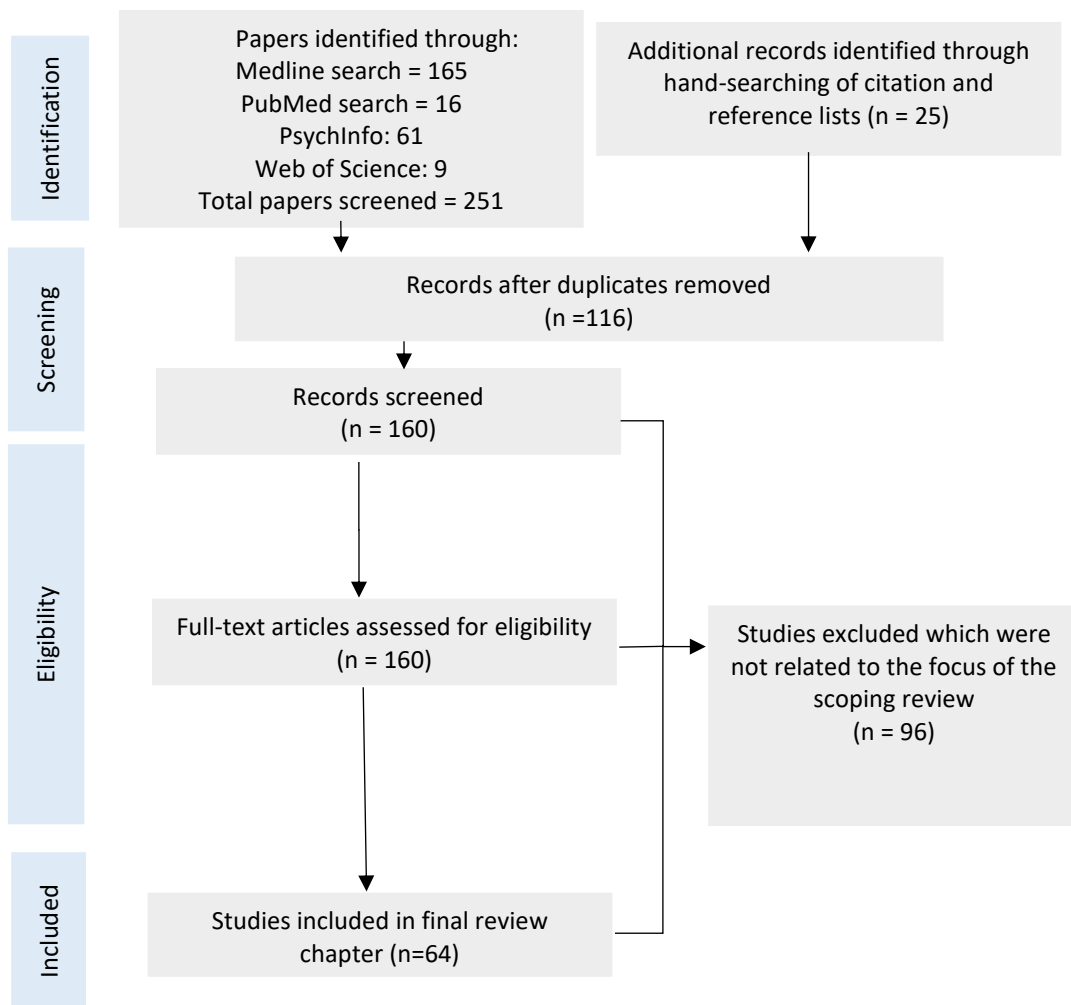 Identification
Papers identified through:
Medline search = 165
PubMed search = 16
PsychInfo: 61
Web of Science: 9
Total papers screened = 251
Additional records identified through
hand-searching of citation and
reference lists (n = 25)
Screening
Records after duplicates removed
(n =116)
Records screened
(n = 160)
Eligibility
Full-text articles assessed for eligibility
(n = 160)
Studies excluded which were
not related to the focus of the
scoping review
(n = 96)
Included
Studies included in final review
chapter (n=64)